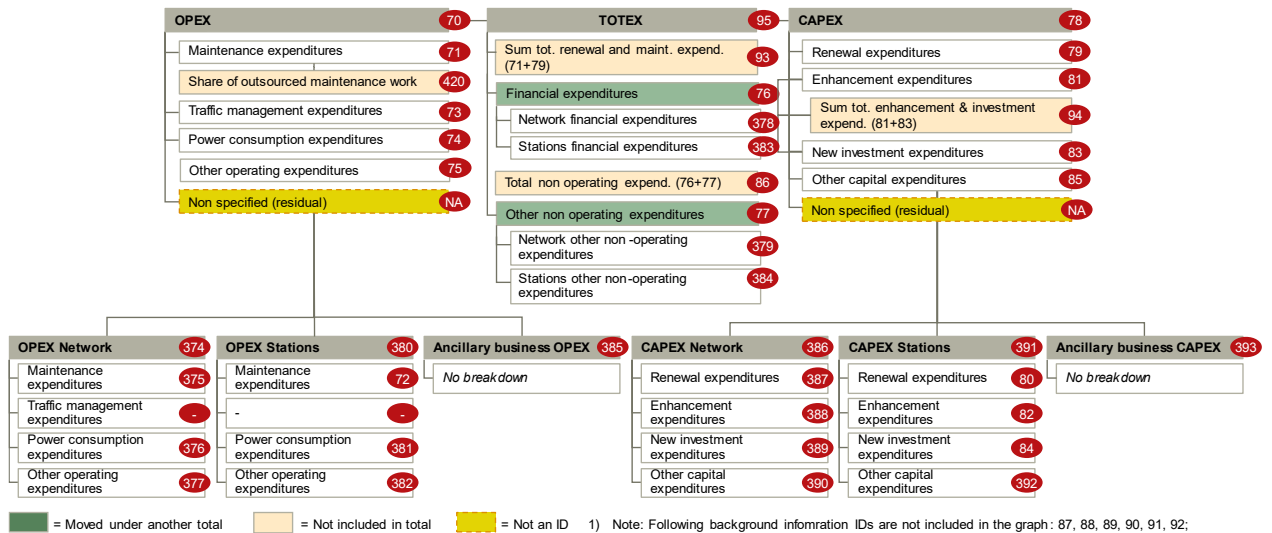 OPEX 70
Maintenance expenditures 71
Share of outsourced maintenance work 420
Traffic management expenditures 73
Power consumption expenditures 74
Other operating expenditures 75
Non specified (residual) NA
TOTEX 95
Sum tot. renewal and maint. expend.
(71+79) 93
Financial expenditures 76
Network financial expenditures 378
Stations financial expenditures 383
Total non operating expend. (76+77) 86
Other non operating expenditures 77
Network other non -operating
expenditures 379
Stations other non-operating
expenditures 384
CAPEX 78
Renewal expenditures 79
Enhancement expenditures 81
Sum tot. enhancement & investment
expend. (81+83) 94
New investment expenditures 83
Other capital expenditures 85
Non specified (residual) NA
OPEX Network 374
Maintenance
expenditures 375
Traffic management
expenditures -
Power consumption
expenditures 376
Other operating
expenditures 377
OPEX Stations 380
Maintenance
expenditures 72
- -
Power consumption
expenditures 381
Other operating
expenditures 382
Ancillary business OPEX 385
No breakdown
CAPEX Network 386
Renewal expenditures 387
Enhancement
expenditures 388
New investment
expenditures 389
Other capital
expenditures 390
CAPEX Stations 391
Renewal expenditures 80
Enhancement
expenditures 82
New investment
expenditures 84
Other capital
expenditures 392
Ancillary business CAPEX 393
No breakdown
= Moved under another total = Not included in total = Not an ID 1) Note: Following background infomration IDs are not included in the graph: 87, 88, 89, 90, 91, 92;